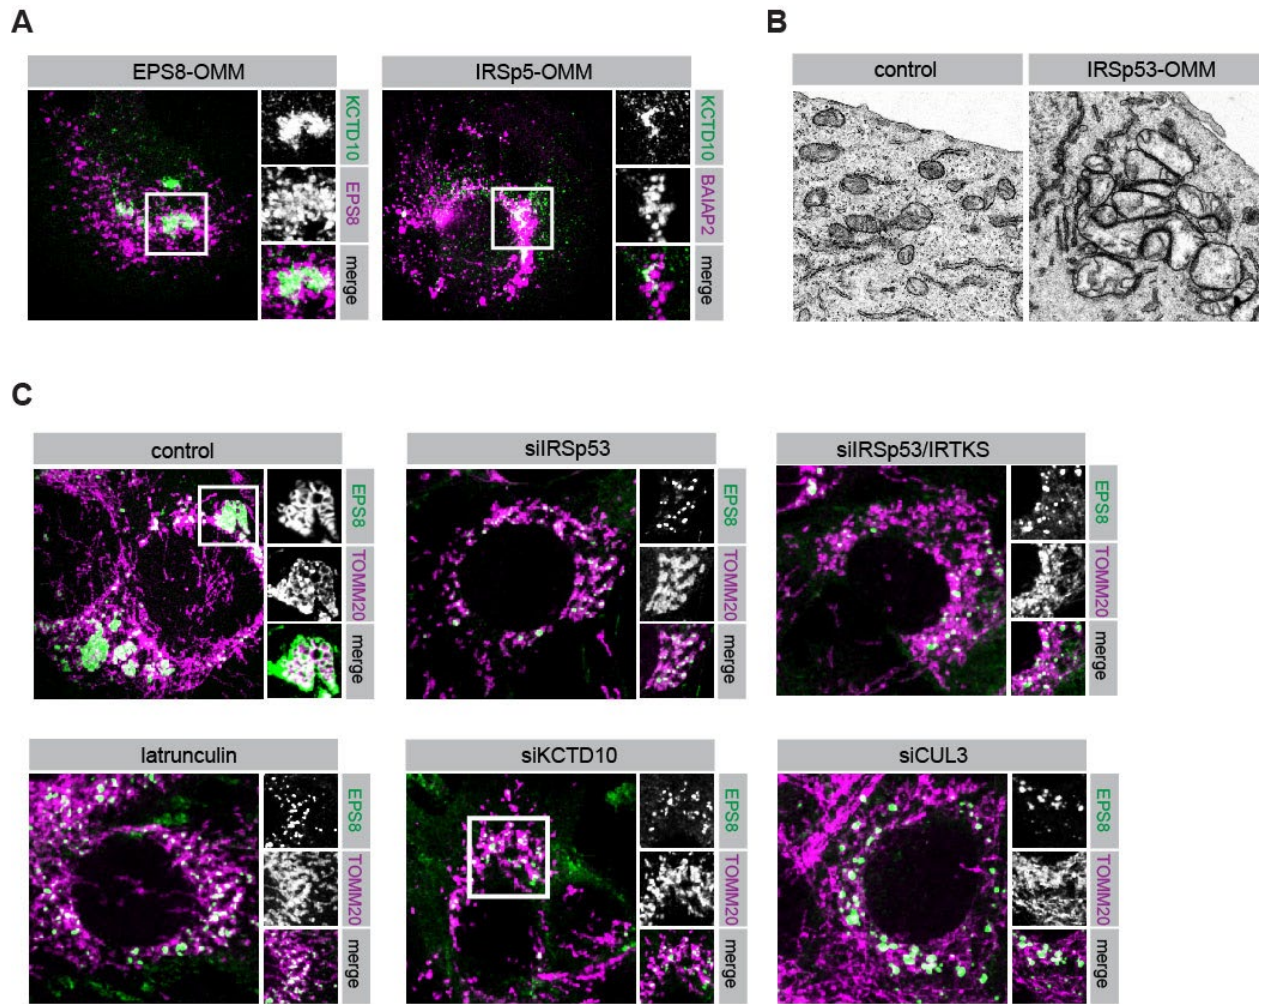 A
B
EPS8-OMM
IRSp5-OMM
control
IRSp53-OMM
KCTD10
EPS8
merge
KCTD10
BAIAP2
merge
C
control
siIRSp53
siIRSp53/IRTKS
EPS8
TOMM20
merge
EPS8
TOMM20
merge
EPS8
TOMM20
merge
latrunculin
siKCTD10
siCUL3
EPS8
TOMM20
merge
EPS8
TOMM20
merge
EPS8
TOMM20
merge